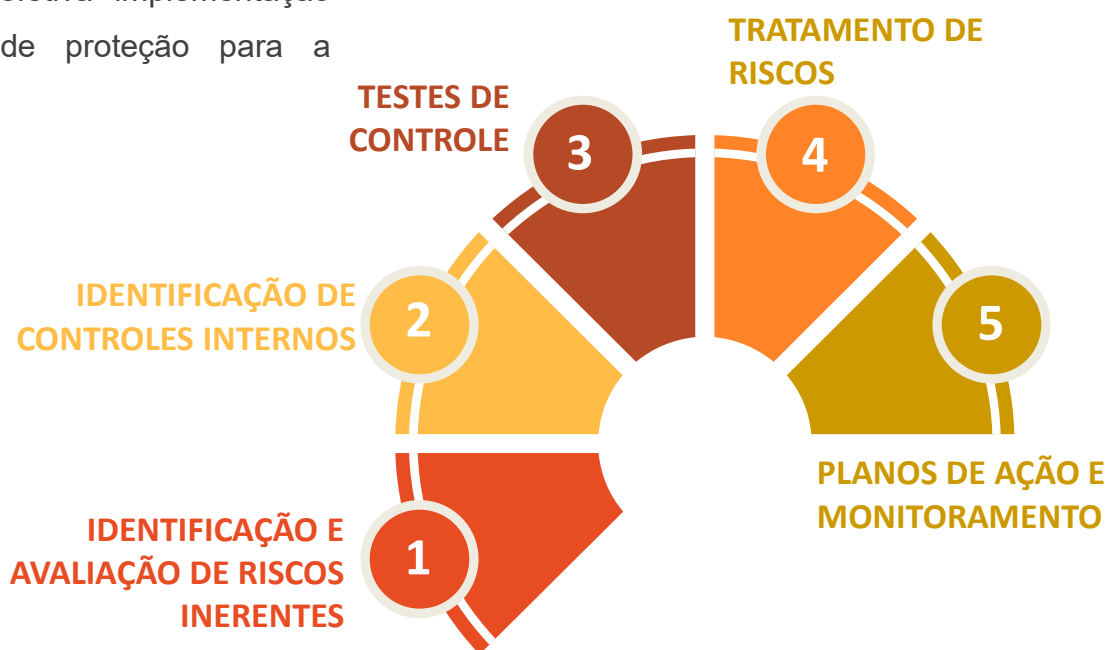 de proteção para a
TRATAMENTO DE
RISCOS
TESTES DE
CONTROLE
3
4
IDENTIFICAÇÃO DE
CONTROLES INTERNOS
2
5
PLANOS DE AÇÃO E
MONITORAMENTO
IDENTIFICAÇÃO E
AVALIAÇÃO DE RISCOS
INERENTES
1